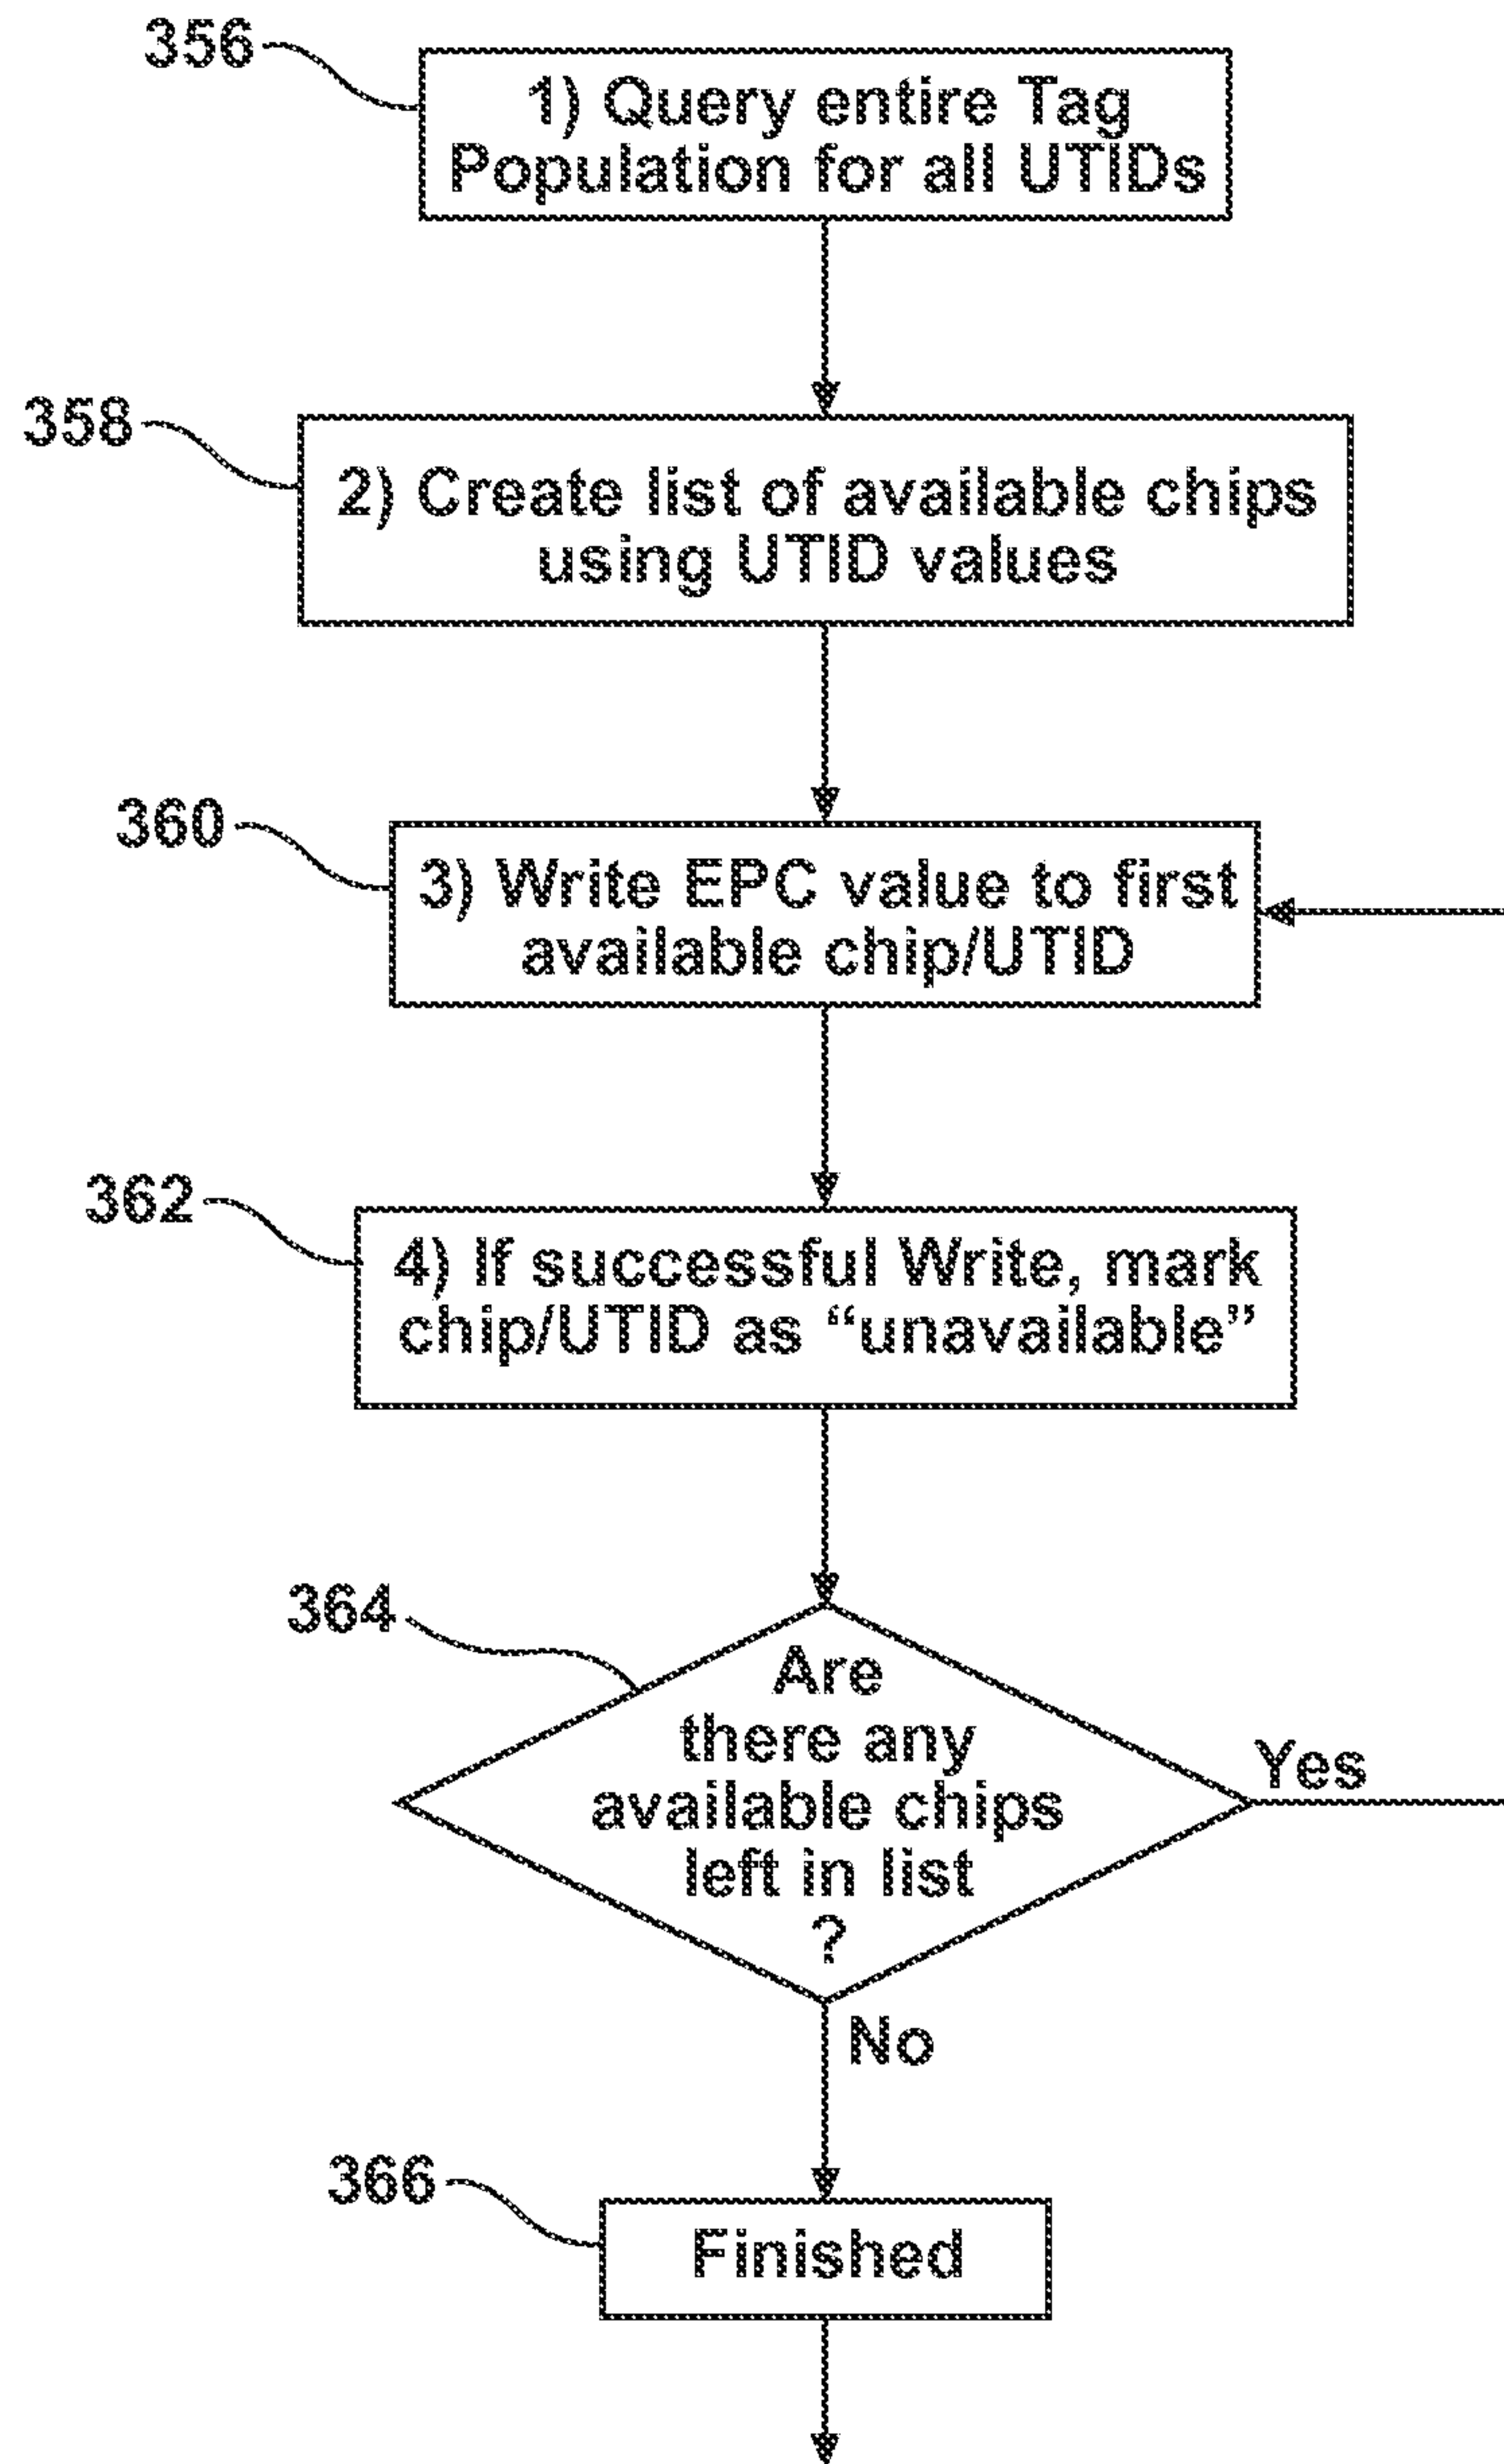 356
1) Query entire Tag
Population for all UTIDs
358
2) Create list of available chips
using UTID values
360
3) Write EPC value to first
available chip/UTID
362
4) If successful Write, mark
chip/UTID as “unavailable”
364
Are
there any
available chips
left in list
?
Yes
No
366
Finished